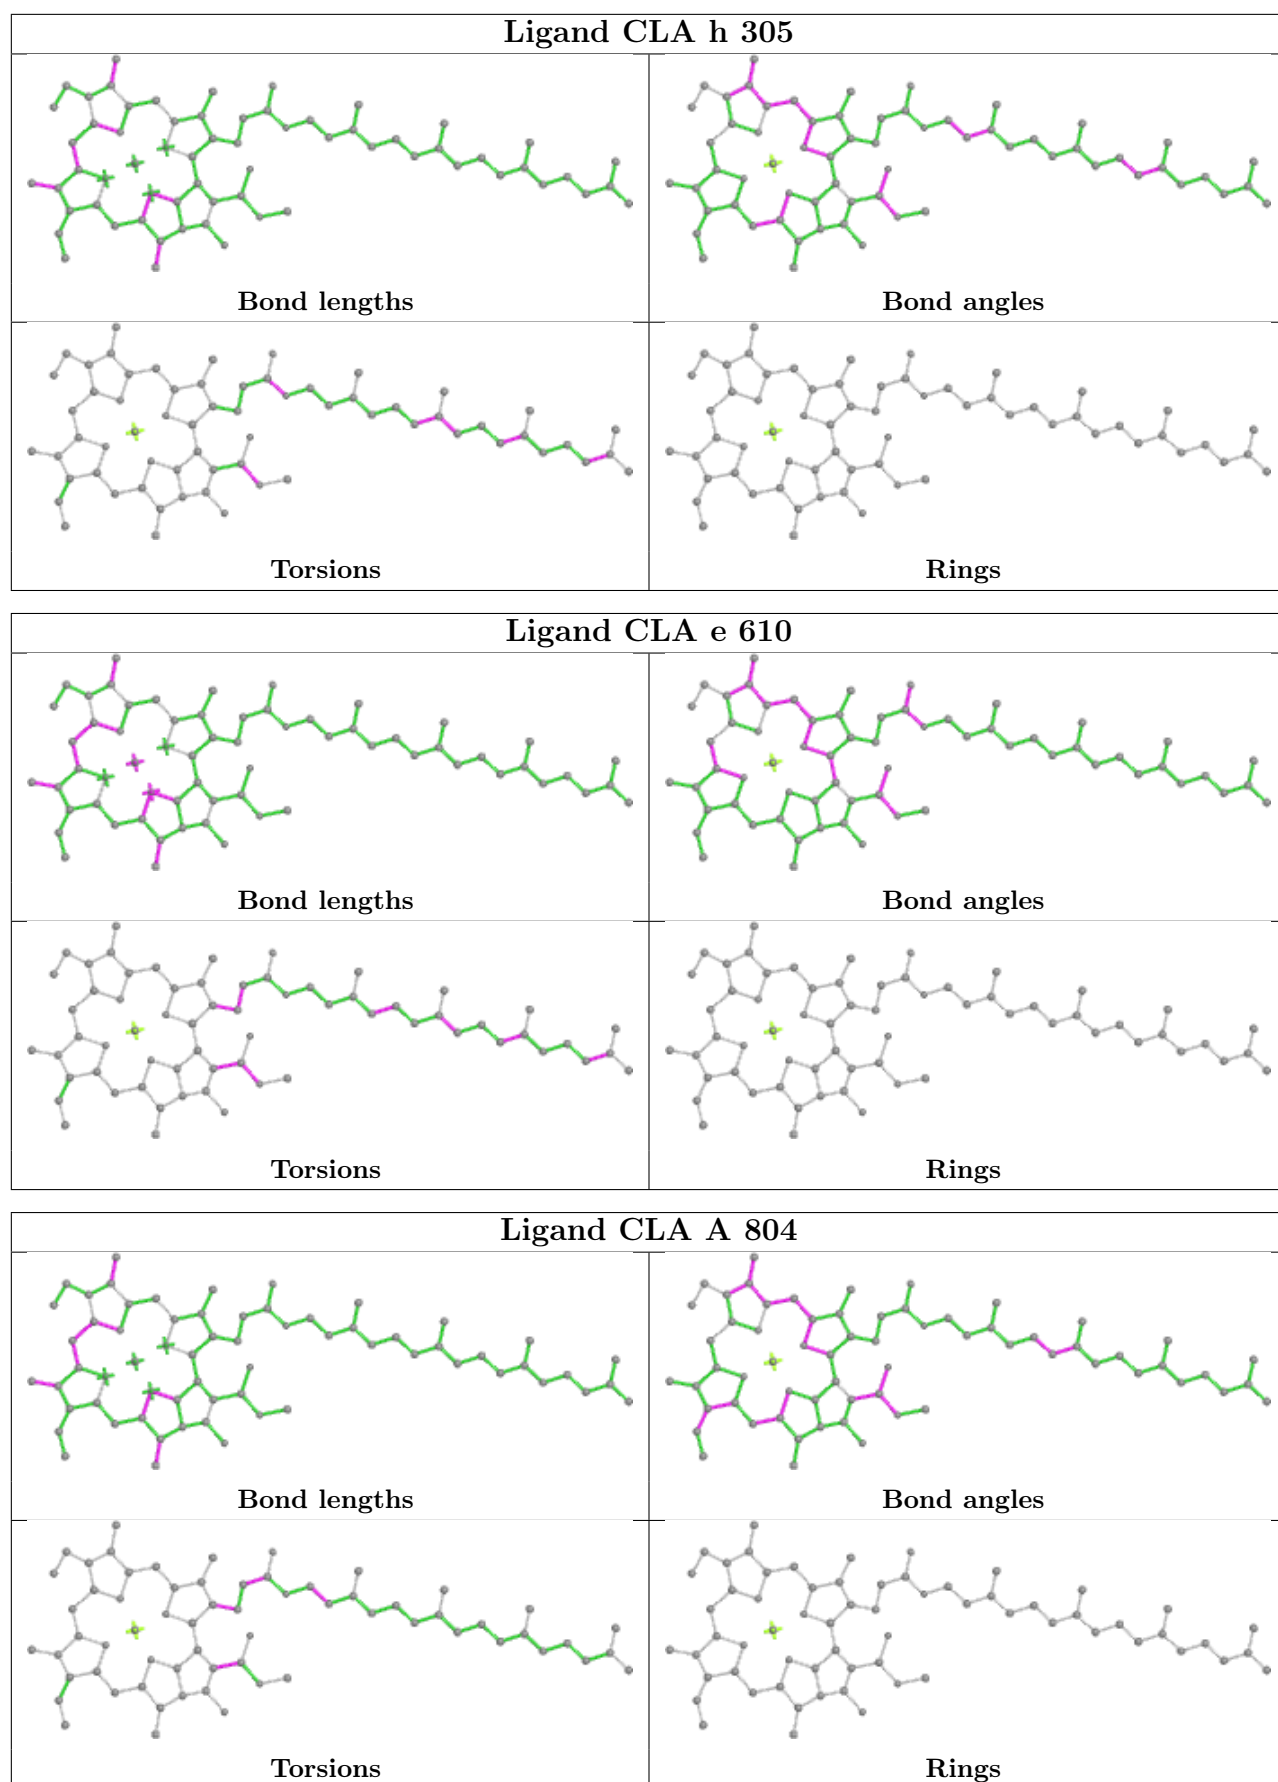 Ligand CLA h 305
Bond lengths
Bond angles
Torsions
Rings
Ligand CLA e 610
Bond lengths
Bond angles
Torsions
Rings
Ligand CLA A 804
Bond lengths
Bond angles
Torsions
Rings